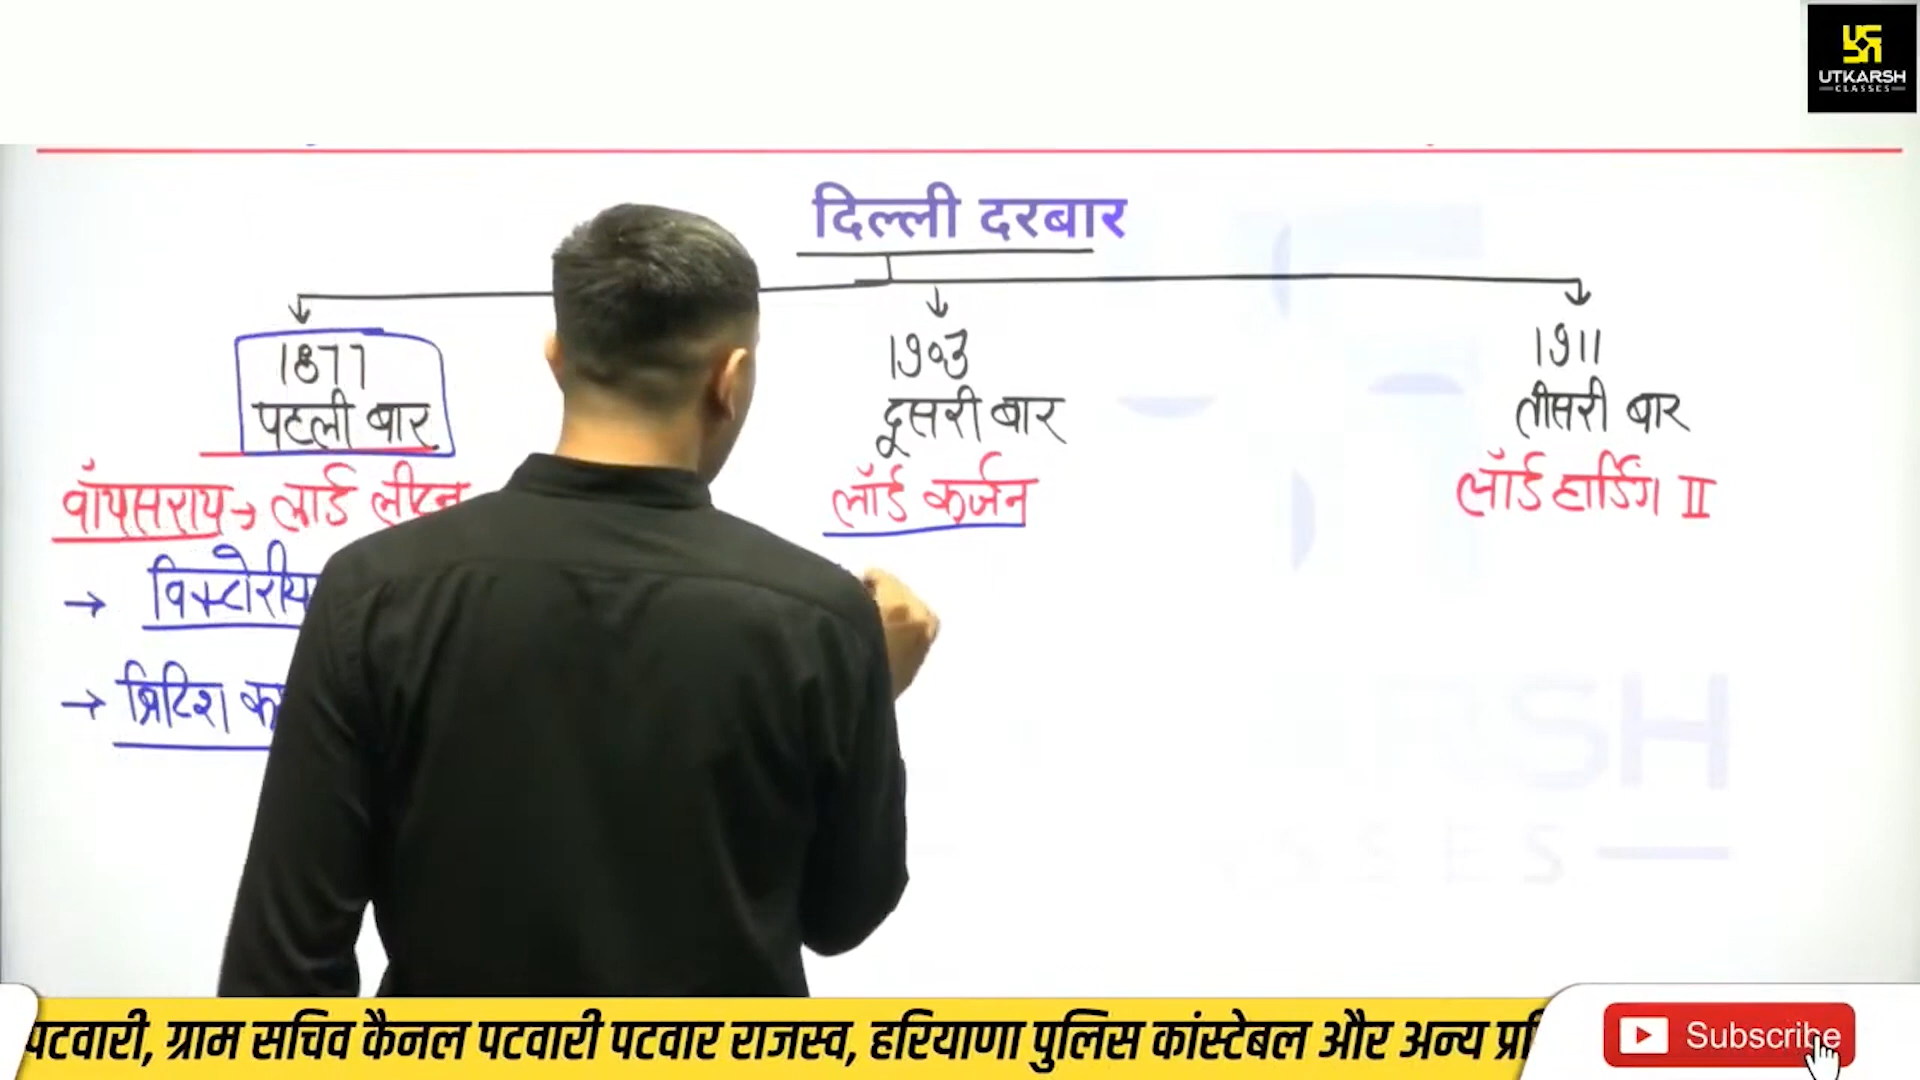 UTKARSH
CLASSES
दिल्ली दरबार
1877
पहली बार
1903
दूसरी बार
1911
तीसरी बार
वॉयसराय→ लार्ड लीटन
लॉर्ड कर्जन
लॉर्ड हार्डिंग II
→ विक्टोरीय
→ ब्रिटिश
पटवारी, ग्राम सचिव कैनल पटवारी पटवार राजस्व, हरियाणा पुलिस कांस्टेबल और अन्य
Subscribe